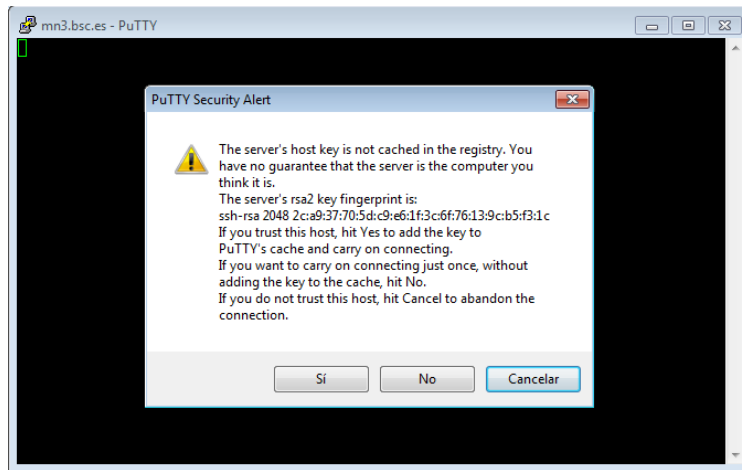 mn3.bsc.es - PuTTY
PuTTY Security Alert
The server's host key is not cached in the registry. You
have no guarantee that the server is the computer you
think it is.
The server's rsa2 key fingerprint is:
ssh-rsa 2048 2c:a9:37:70:5d:c9:e6:1f:3c:6f:76:13:9c:b5:f3:1c
If you trust this host, hit Yes to add the key to
PuTTY's cache and carry on connecting.
If you want to carry on connecting just once, without
adding the key to the cache, hit No.
If you do not trust this host, hit Cancel to abandon the
connection.
Sí No Cancelar